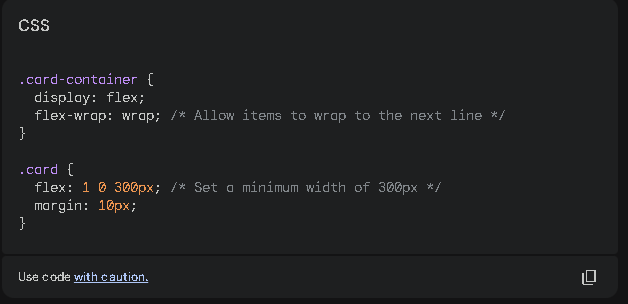 CSS
.card-container {
  display: flex;
  flex-wrap: wrap; /* Allow items to wrap to the next line */
}
.card {
  flex: 1 0 300px; /* Set a minimum width of 300px */
  margin: 10px;
}
Use code with caution.